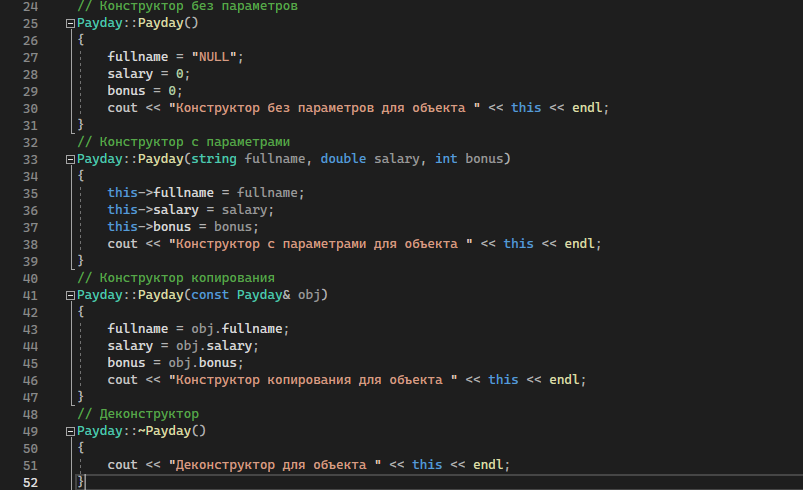 24 // Конструктор без параметров
25 Payday::Payday()
26 {
27 fullname = "NULL";
28 salary = 0;
29 bonus = 0;
30 cout << "Конструктор без параметров для объекта " << this << endl;
31 }
32 // Конструктор с параметрами
33 Payday::Payday(string fullname, double salary, int bonus)
34 {
35 this->fullname = fullname;
36 this->salary = salary;
37 this->bonus = bonus;
38 cout << "Конструктор с параметрами для объекта " << this << endl;
39 }
40 // Конструктор копирования
41 Payday::Payday(const Payday& obj)
42 {
43 fullname = obj.fullname;
44 salary = obj.salary;
45 bonus = obj.bonus;
46 cout << "Конструктор копирования для объекта " << this << endl;
47 }
48 // Деконструктор
49 Payday::~Payday()
50 {
51 cout << "Деконструктор для объекта " << this << endl;
52 }